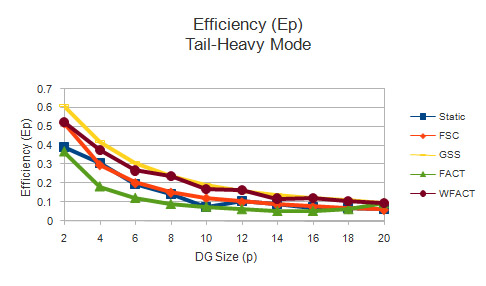 Efficiency (Ep)
Tail-Heavy Mode
Efficiency (Ep)
0.7
0.6
0.5
0.4
0.3
0.2
0.1
0
2 4 6 8 10 12 14 16 18 20
DG Size (p)
Static
FSC
GSS
FACT
WFACT